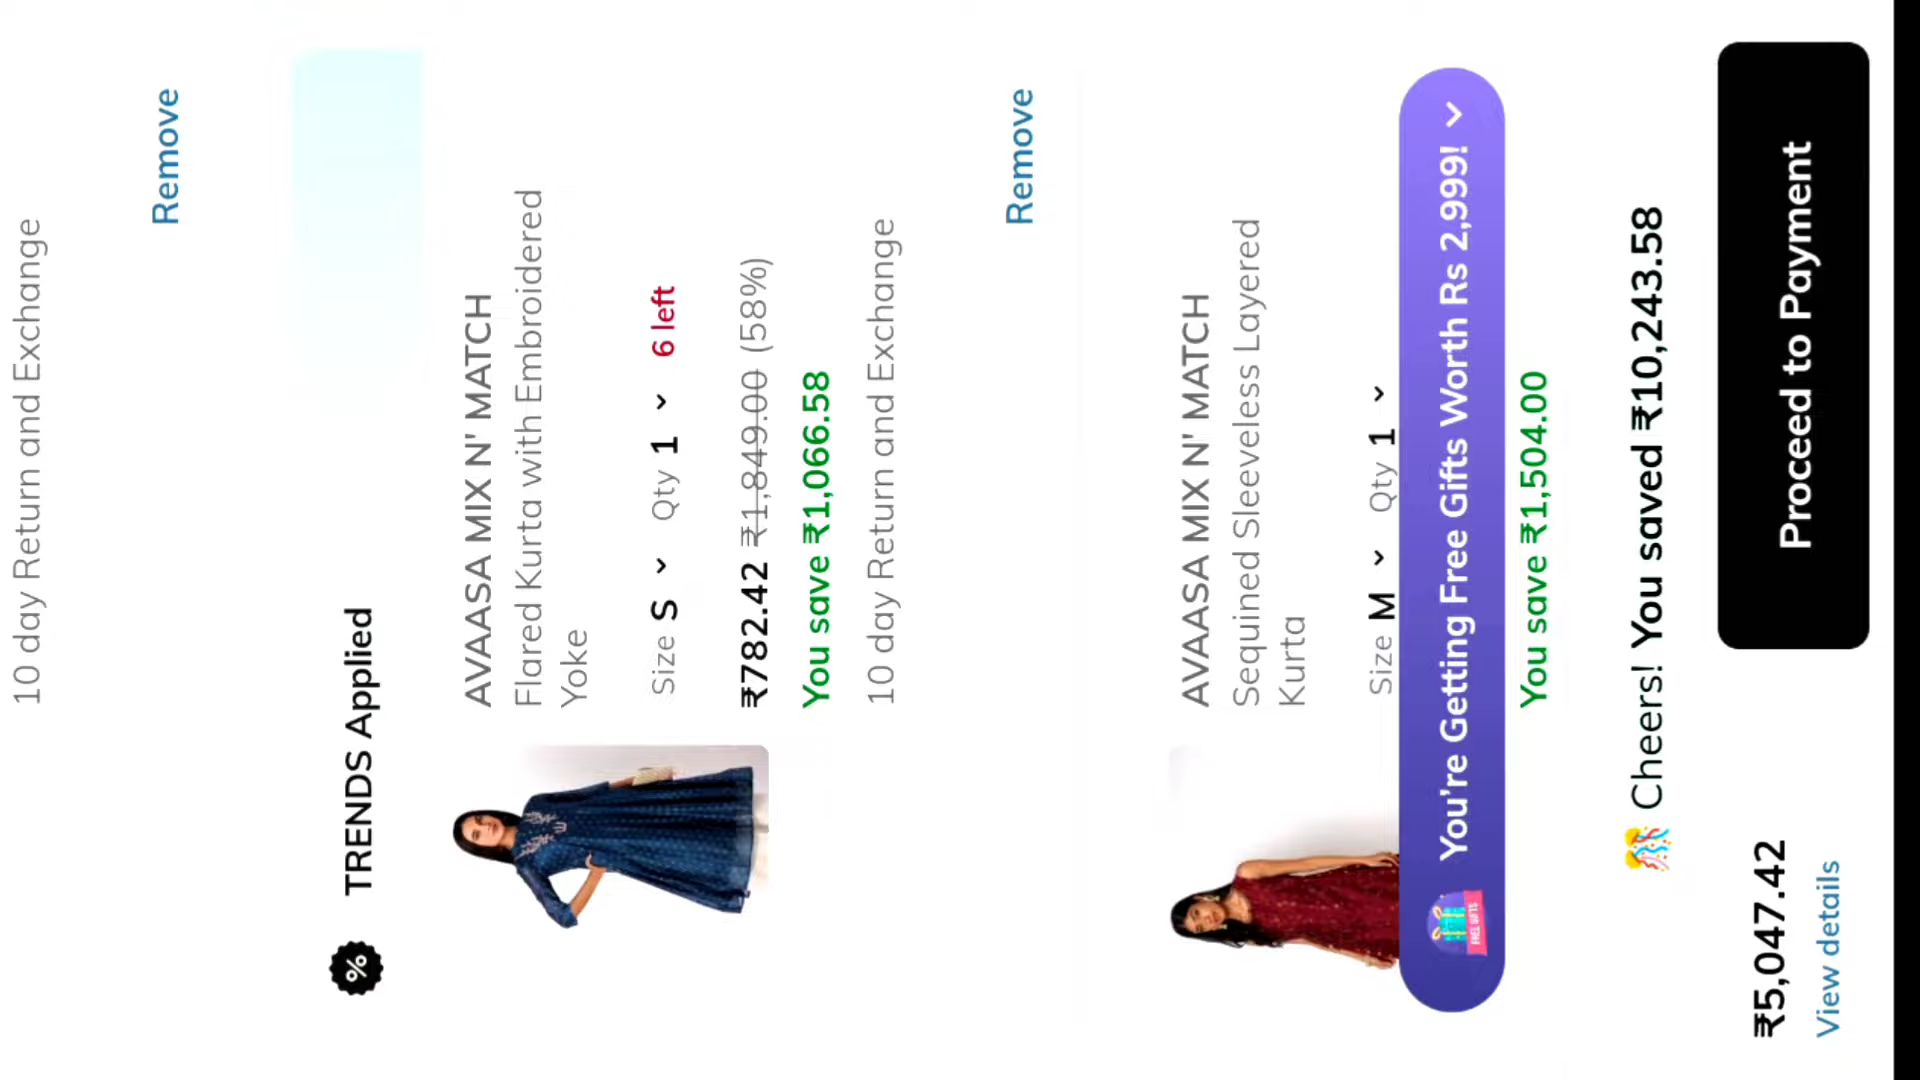 10 day Return and Exchange
Remove
TRENDS Applied
AVAASA MIX N' MATCH
Flared Kurta with Embroidered
Yoke
Size S Qty 1 6 left
₹782.42 ₹1,849.00 (58%)
You save ₹1,066.58
10 day Return and Exchange
Remove
AVAASA MIX N' MATCH
Sequined Sleeveless Layered
Kurta
Size M Qty 1
FREE GIFTS
You're Getting Free Gifts Worth Rs 2,999!
You save ₹1,504.00
Cheers! You saved ₹10,243.58
₹5,047.42
View details
Proceed to Payment